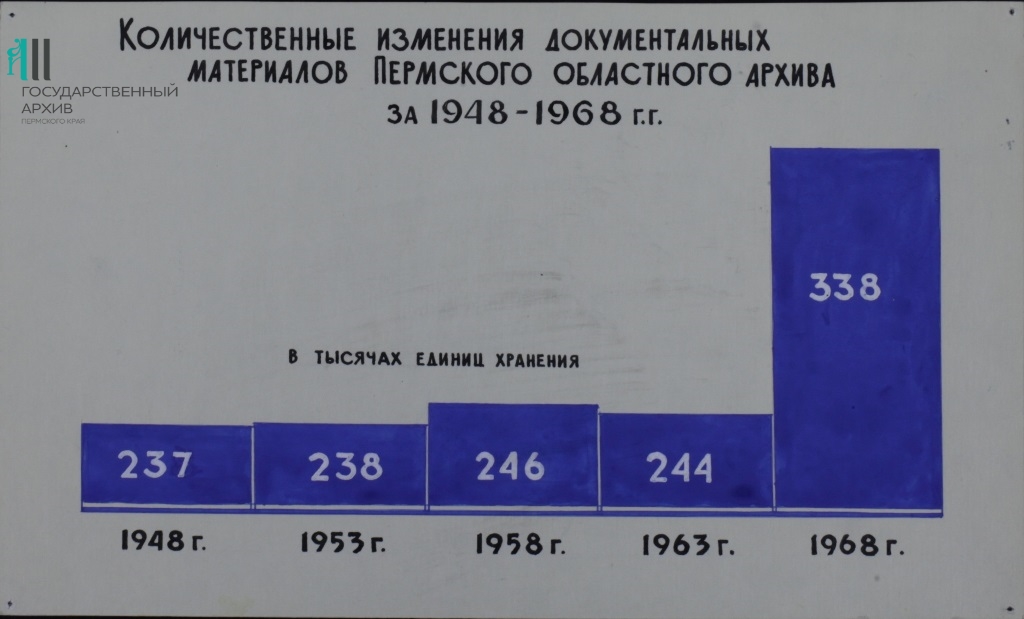 Количественные изменения документальных
материалов Пермского областного архива
за 1948-1968 г.г.
ГОСУДАРСТВЕННЫЙ
АРХИВ
ПЕРМСКОГО КРАЯ
338
в тысячах единиц хранения
237 238 246 244
1948 г. 1953 г. 1958 г. 1963 г. 1968 г.